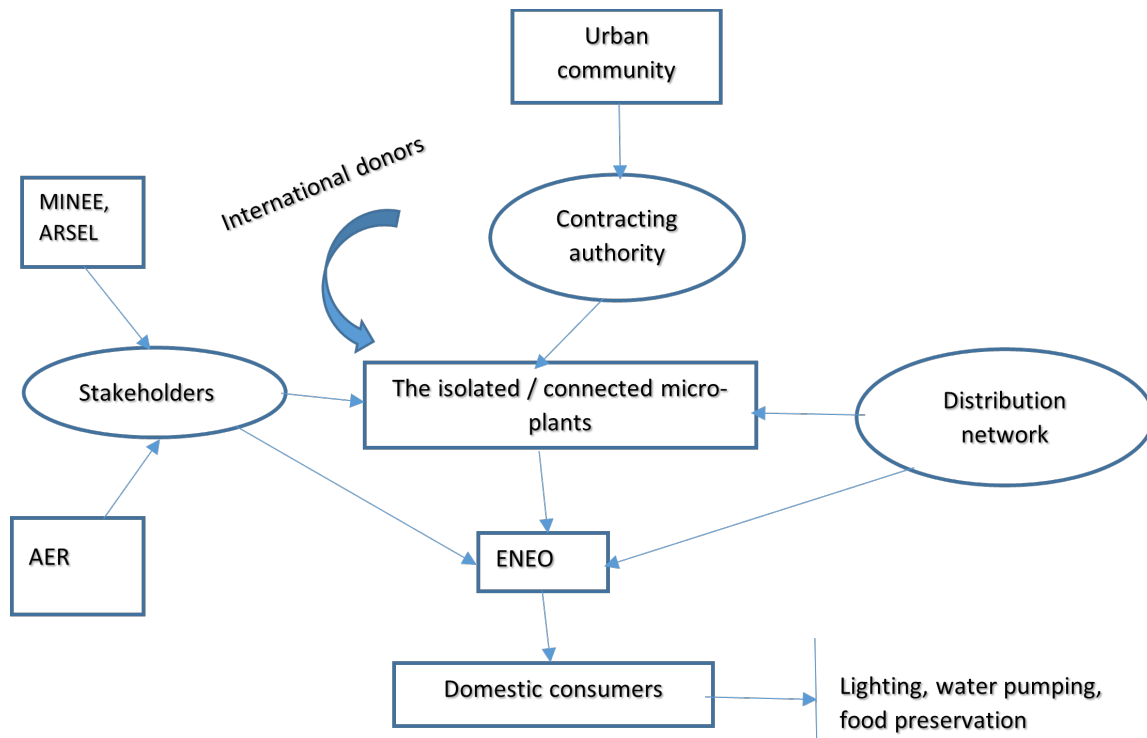 Urban
community
International donors
MINEE,
ARSEL
Contracting
authority
Stakeholders
The isolated / connected micro-
plants
Distribution
network
AER
ENEO
Domestic consumers
Lighting, water pumping,
food preservation